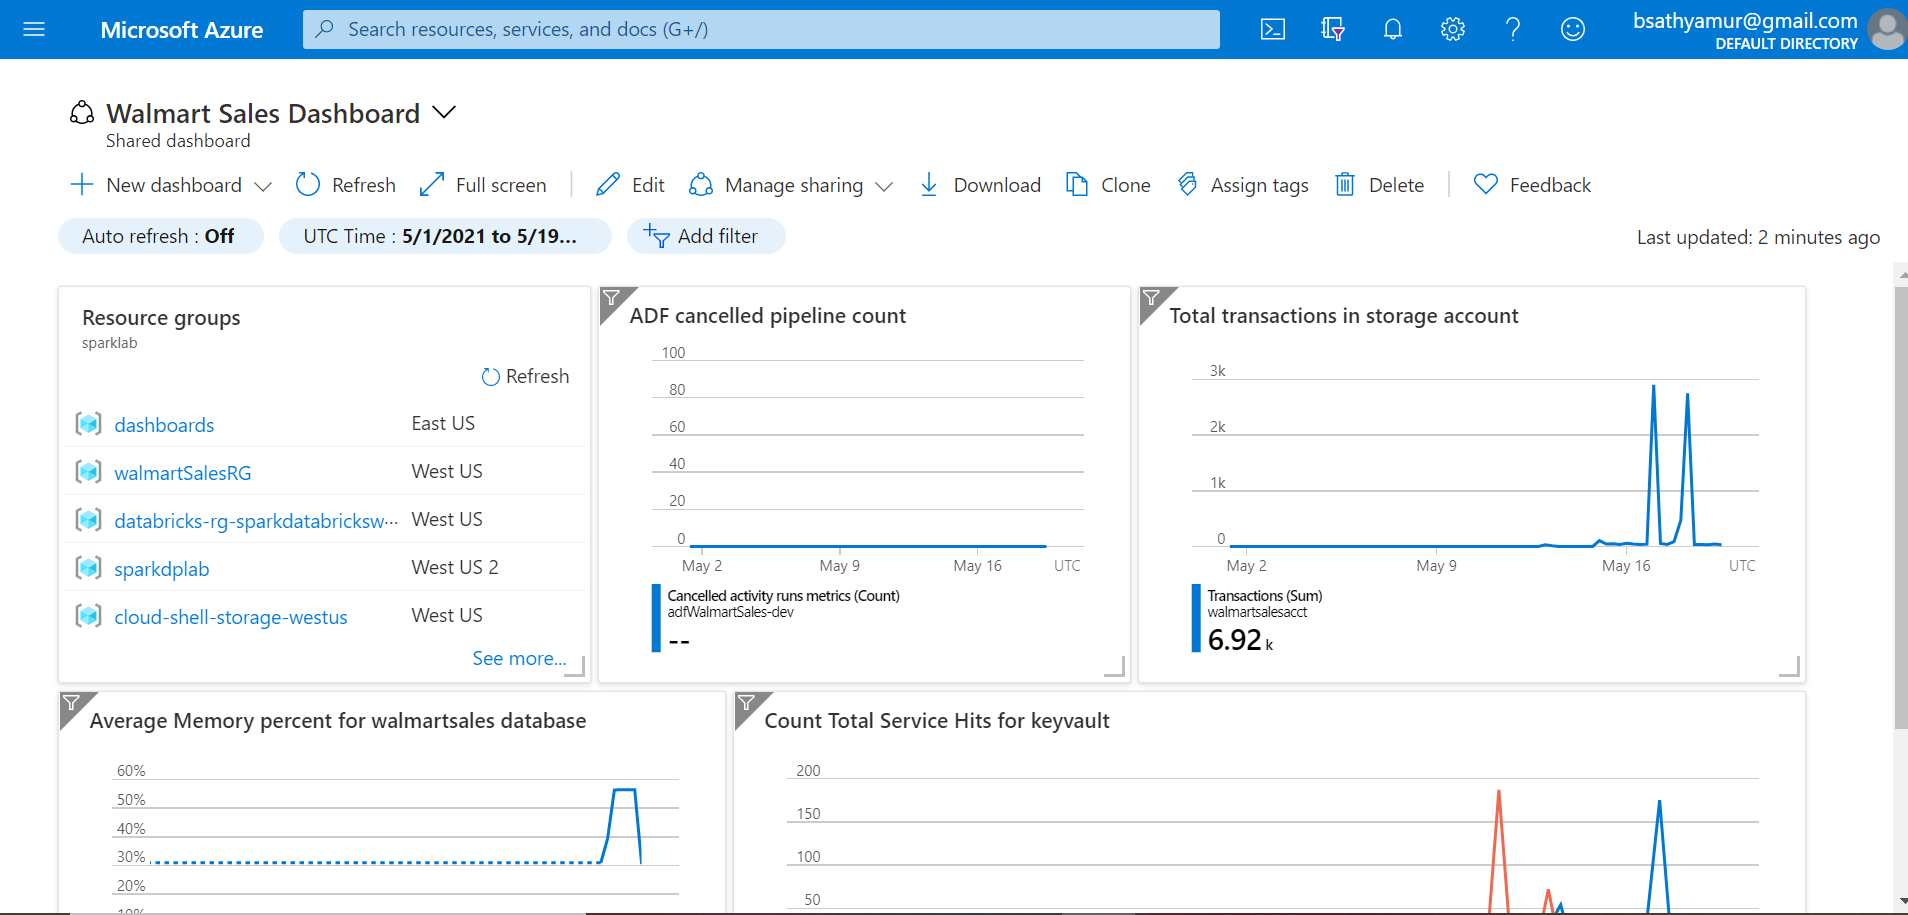 Microsoft Azure
Search resources, services, and docs (G+/)
bsathyamur@gmail.com
DEFAULT DIRECTORY
Walmart Sales Dashboard
Shared dashboard
New dashboard Refresh Full screen Edit Manage sharing Download Clone Assign tags Delete Feedback
Auto refresh : Off UTC Time : 5/1/2021 to 5/19... Add filter Last updated: 2 minutes ago
Resource groups
sparklab
Refresh
dashboards East US
walmartSalesRG West US
databricks-rg-sparkdatabricksw... West US
sparkdplab West US 2
cloud-shell-storage-westus West US
See more...
ADF cancelled pipeline count
100
80
60
40
20
0
May 2 May 9 May 16 UTC
Cancelled activity runs metrics (Count)
adfWalmartSales-dev
--
Total transactions in storage account
3k
2k
1k
0
May 2 May 9 May 16 UTC
Transactions (Sum)
walmartsalesacct
6.92 k
Average Memory percent for walmartsales database
60%
50%
40%
30%
20%
10%
Count Total Service Hits for keyvault
200
150
100
50